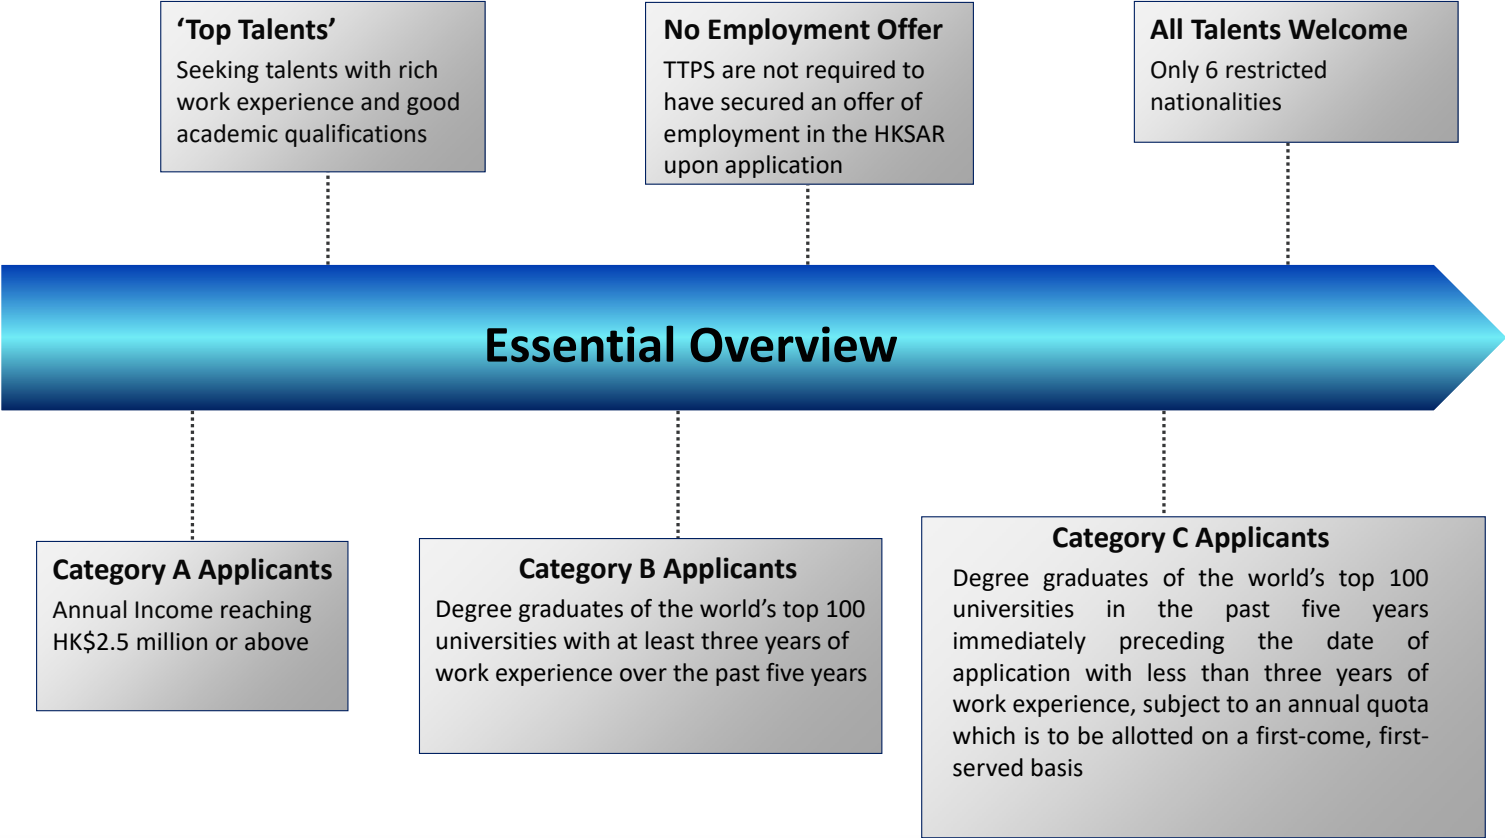 ‘Top Talents’
Seeking talents with rich
work experience and good
academic qualifications
No Employment Offer
TTPS are not required to
have secured an offer of
employment in the HKSAR
upon application
All Talents Welcome
Only 6 restricted
nationalities
Essential Overview
Category A Applicants
Annual Income reaching
HK$2.5 million or above
Category B Applicants
Degree graduates of the world’s top 100
universities with at least three years of
work experience over the past five years
Category C Applicants
Degree graduates of the world’s top 100
universities in the past five years
immediately preceding the date of
application with less than three years of
work experience, subject to an annual quota
which is to be allotted on a first-come, first-
served basis